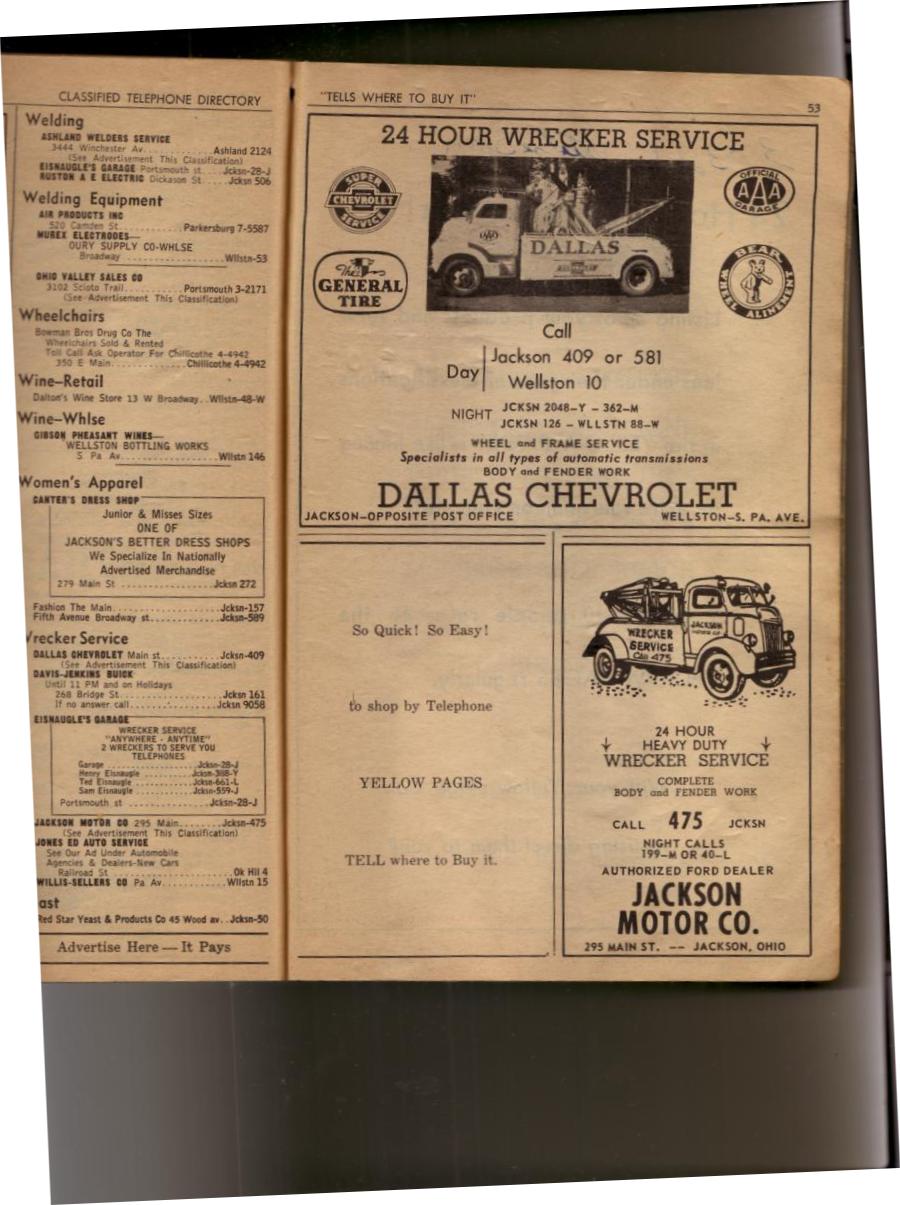 CLASSIFIED TELEPHONE DIRECTORY
Welding
ASHLAND WELDERS SERVICE
3444 Winchester Av............Ashland 2124
(See Advertisement This Classification)
EISNAUGLE'S GARAGE Portsmouth st....Jcksn-28-J
RUSTON A E ELECTRIC Dickason St.....Jcksn 506
Welding Equipment
AIR PRODUCTS INC
520 Camden St............Parkersburg 7-5587
MUREX ELECTRODES—
OURY SUPPLY CO-WHLSE
Broadway ....................Wllstn-53
OHIO VALLEY SALES CO
3102 Scioto Trail...........Portsmouth 3-2171
(See Advertisement This Classification)
Wheelchairs
Bowman Bros Drug Co The
Wheelchairs Sold & Rented
Toll Call Ask Operator For Chillicothe 4-4942
350 E Main..............Chillicothe 4-4942
Wine—Retail
Dalton's Wine Store 13 W Broadway..Wllstn-48-W
Wine—Whlse
GIBSON PHEASANT WINES—
WELLSTON BOTTLING WORKS
S Pa Av...................Wllstn 146
Women's Apparel
CANTER'S DRESS SHOP
Junior & Misses Sizes
ONE OF
JACKSON'S BETTER DRESS SHOPS
We Specialize In Nationally
Advertised Merchandise
279 Main St ..................Jcksn 272
Fashion The Main....................Jcksn-157
Fifth Avenue Broadway st.............Jcksn-589
recker Service
DALLAS CHEVROLET Main st...........Jcksn-409
(See Advertisement This Classification)
DAVIS-JENKINS BUICK
Until 11 PM and on Holidays
268 Bridge St....................Jcksn 161
If no answer call.................Jcksn 9058
EISNAUGLE'S GARAGE
WRECKER SERVICE
"ANYWHERE - ANYTIME"
2 WRECKERS TO SERVE YOU
TELEPHONES
Garage ....................Jcksn-28-J
Henry Eisnaugle .............Jcksn-388-Y
Ted Eisnaugle ...............Jcksn-661-L
Sam Eisnaugle ...............Jcksn-559-J
Portsmouth st .................Jcksn-28-J
JACKSON MOTOR CO 295 Main.........Jcksn-475
(See Advertisement This Classification)
JONES ED AUTO SERVICE
See Our Ad Under Automobile
Agencies & Dealers-New Cars
Railroad St ......................Ok Hil 4
WILLIS-SELLERS CO Pa Av............Wllstn 15
ast
Red Star Yeast & Products Co 45 Wood av..Jcksn-50
Advertise Here — It Pays
"TELLS WHERE TO BUY IT"
53
24 HOUR WRECKER SERVICE
SUPER
CHEVROLET
SERVICE
The
GENERAL
TIRE
AAA
DALLAS
CHEVROLET
OFFICIAL
AAA
GARAGE
BEAR
WHEEL ALINEMENT
Call
Day
Jackson 409 or 581
Wellston 10
NIGHT
JCKSN 2048-Y - 362-M
JCKSN 126 - WLLSTN 88-W
WHEEL and FRAME SERVICE
Specialists in all types of automatic transmissions
BODY and FENDER WORK
DALLAS CHEVROLET
JACKSON—OPPOSITE POST OFFICE
WELLSTON—S. PA. AVE.
So Quick! So Easy!
to shop by Telephone
YELLOW PAGES
TELL where to Buy it.
WRECKER
SERVICE
Call 475
JACKSON
MOTOR CO
24 HOUR
HEAVY DUTY
WRECKER SERVICE
COMPLETE
BODY and FENDER WORK
CALL 475 JCKSN
NIGHT CALLS
199-M OR 40-L
AUTHORIZED FORD DEALER
JACKSON
MOTOR CO.
295 MAIN ST. -- JACKSON, OHIO